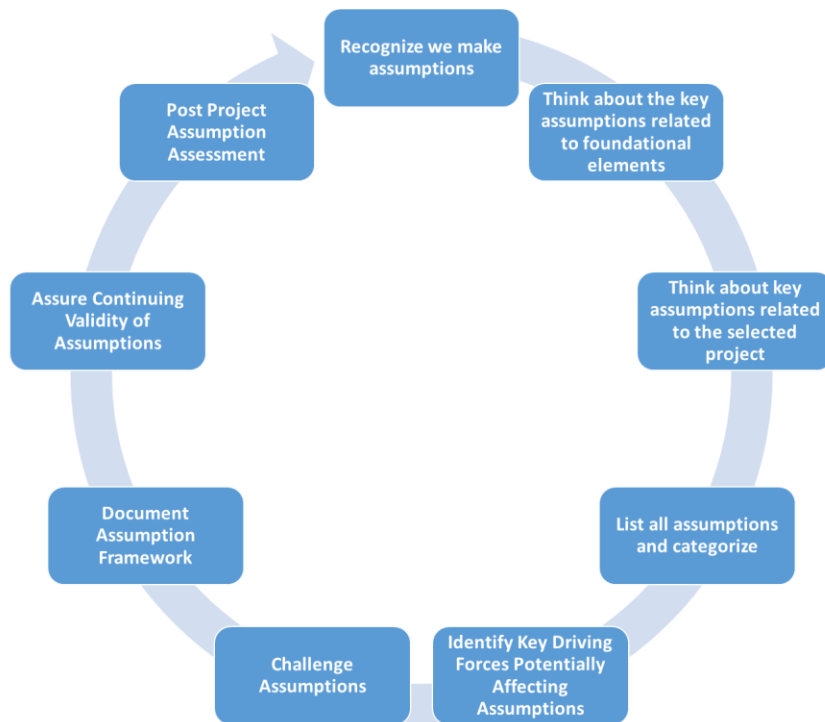 Recognize we make
assumptions
Think about the key
assumptions related
to foundational
elements
Think about key
assumptions related
to the selected
project
List all assumptions
and categorize
Identify Key Driving
Forces Potentially
Affecting
Assumptions
Challenge
Assumptions
Document
Assumption
Framework
Assure Continuing
Validity of
Assumptions
Post Project
Assumption
Assessment